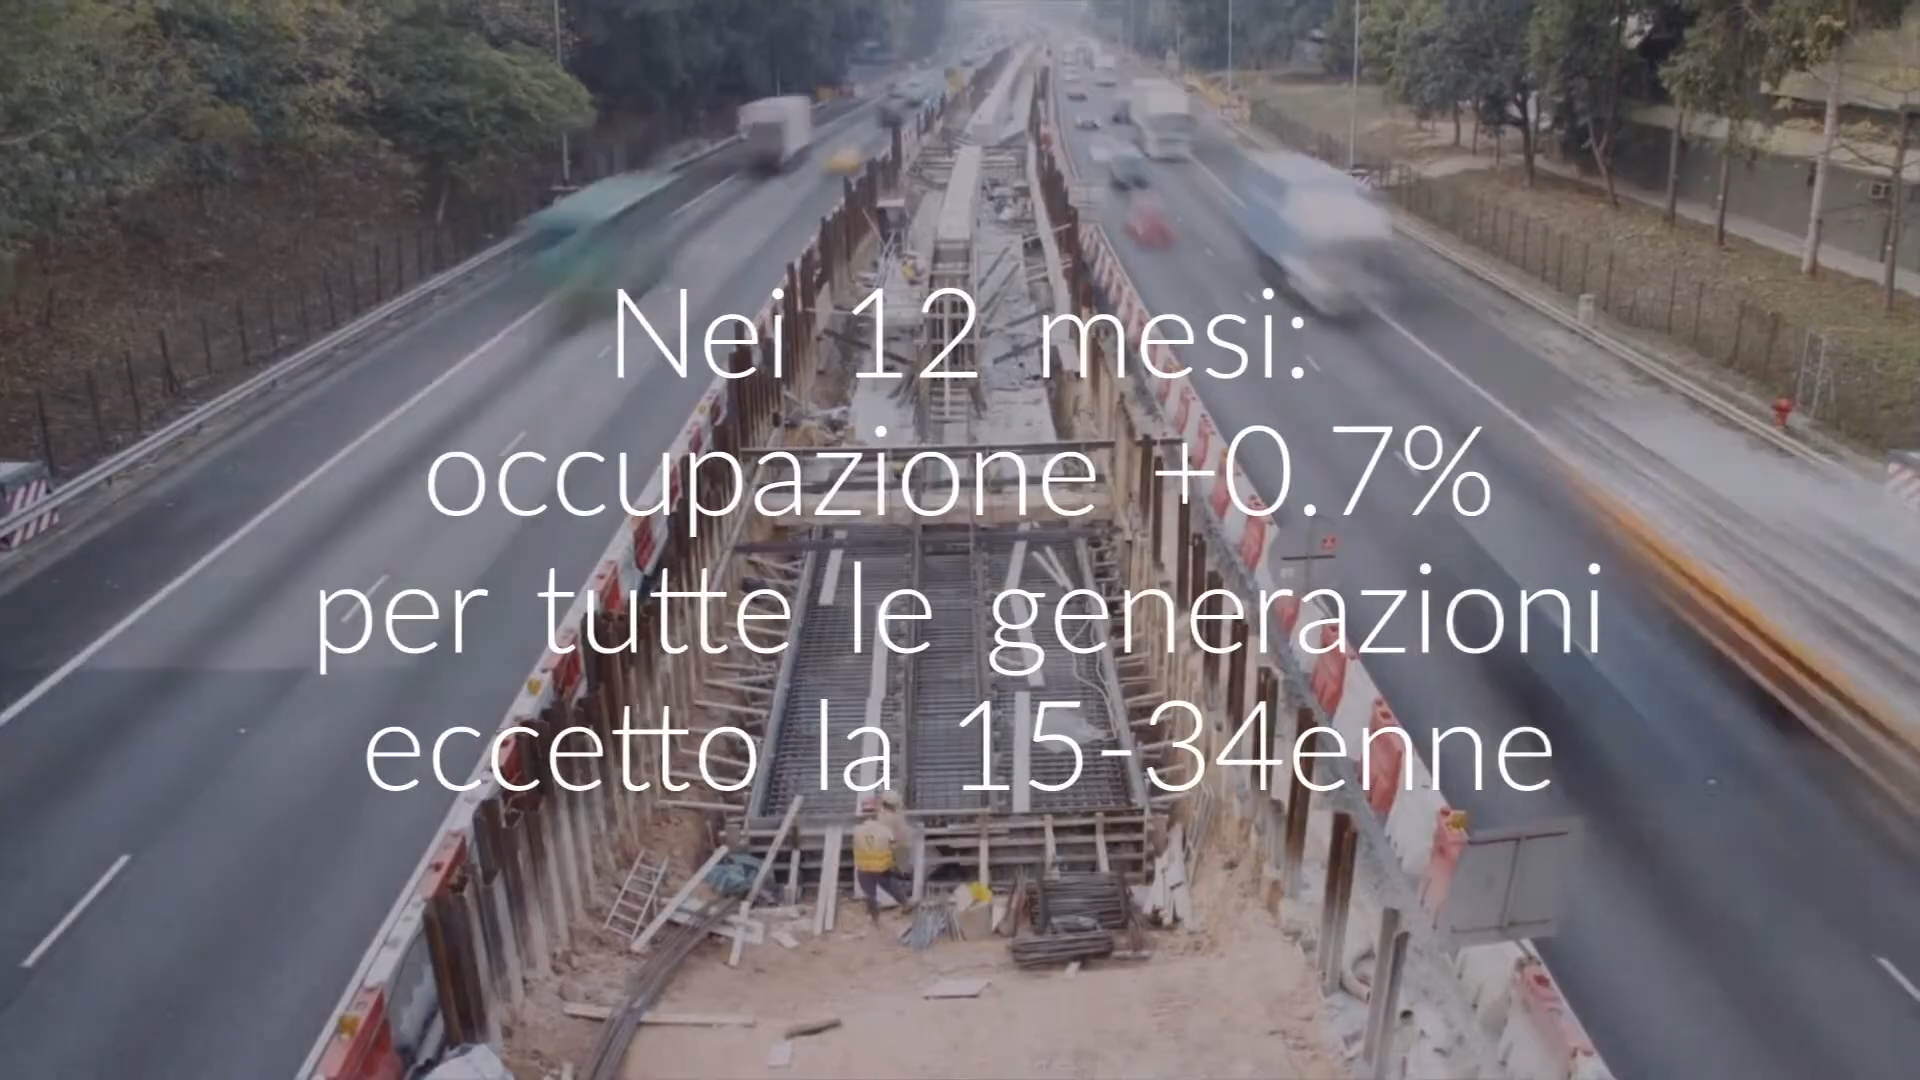 Nei 12 mesi:
occupazione +0.7%
per tutte le generazioni
eccetto la 15-34enne